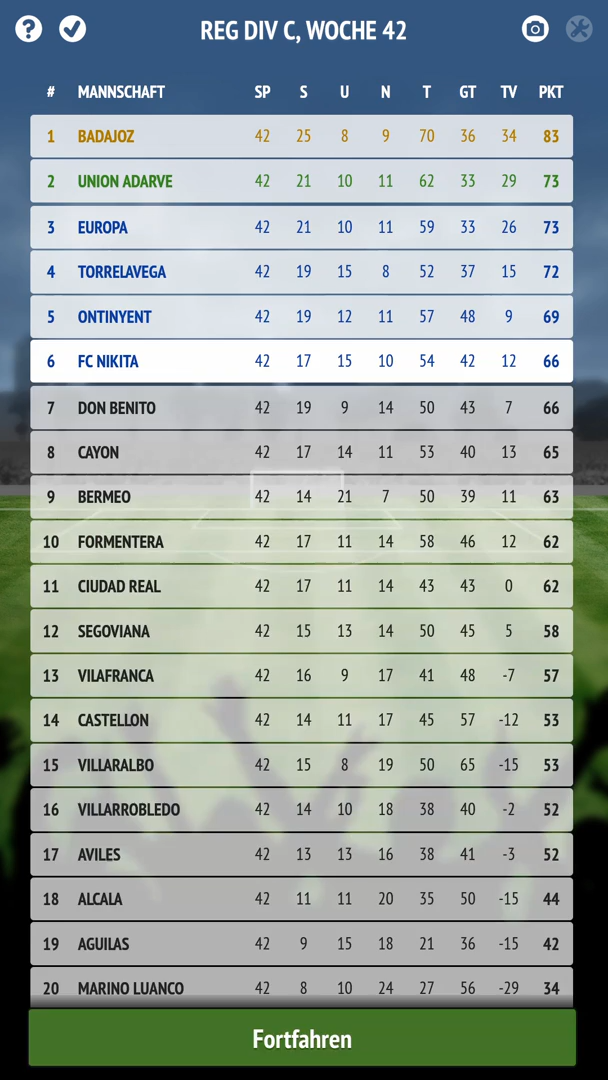 ?
REG DIV C, WOCHE 42
# MANNSCHAFT SP S U N T GT TV PKT
1 BADAJOZ 42 25 8 9 70 36 34 83
2 UNION ADARVE 42 21 10 11 62 33 29 73
3 EUROPA 42 21 10 11 59 33 26 73
4 TORRELAVEGA 42 19 15 8 52 37 15 72
5 ONTINYENT 42 19 12 11 57 48 9 69
6 FC NIKITA 42 17 15 10 54 42 12 66
7 DON BENITO 42 19 9 14 50 43 7 66
8 CAYON 42 17 14 11 53 40 13 65
9 BERMEO 42 14 21 7 50 39 11 63
10 FORMENTERA 42 17 11 14 58 46 12 62
11 CIUDAD REAL 42 17 11 14 43 43 0 62
12 SEGOVIANA 42 15 13 14 50 45 5 58
13 VILAFRANCA 42 16 9 17 41 48 -7 57
14 CASTELLON 42 14 11 17 45 57 -12 53
15 VILLARALBO 42 15 8 19 50 65 -15 53
16 VILLARROBLEDO 42 14 10 18 38 40 -2 52
17 AVILES 42 13 13 16 38 41 -3 52
18 ALCALA 42 11 11 20 35 50 -15 44
19 AGUILAS 42 9 15 18 21 36 -15 42
20 MARINO LUANCO 42 8 10 24 27 56 -29 34
Fortfahren